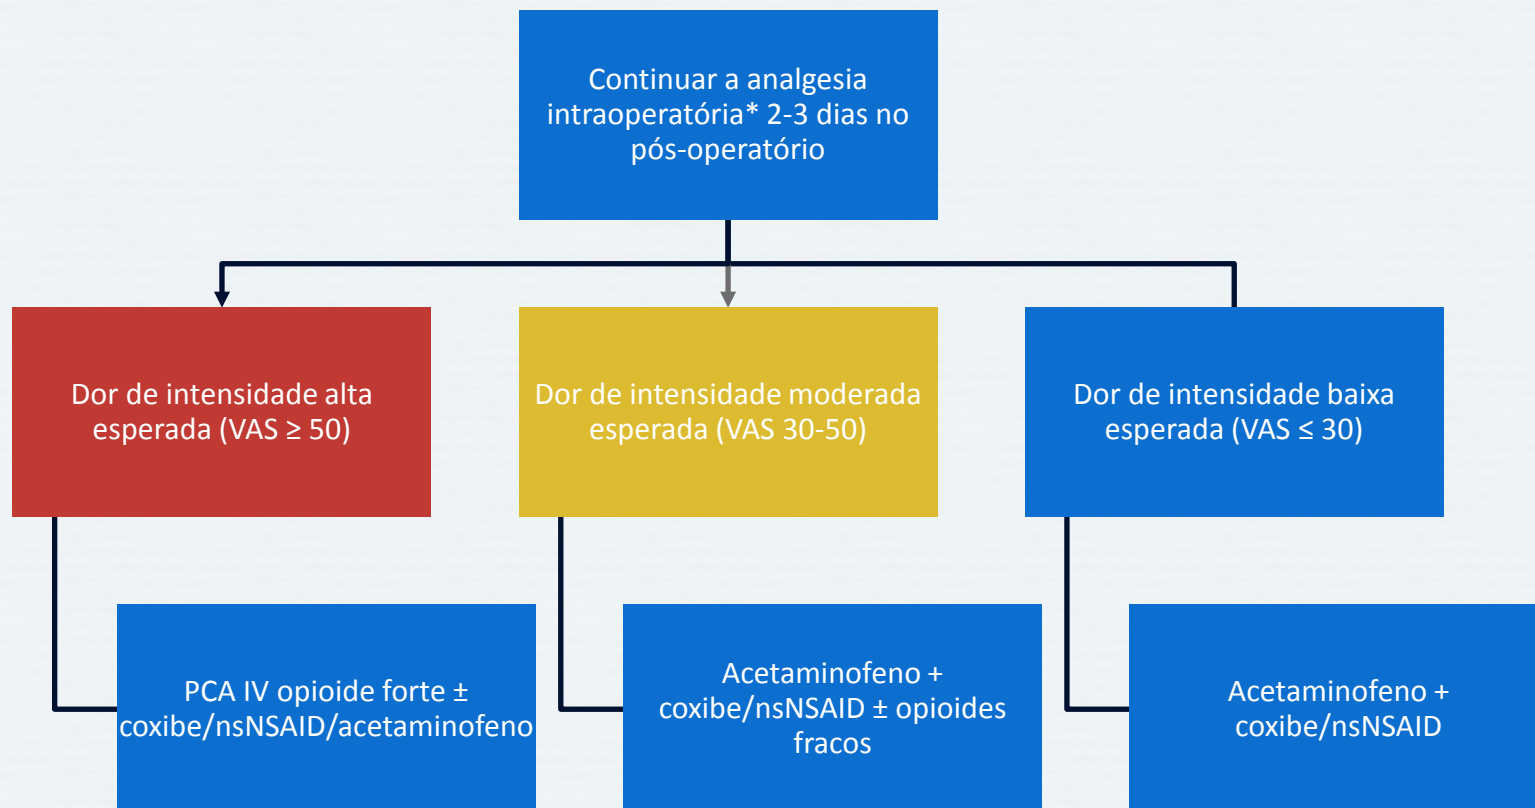 Continuar a analgesia
intraoperatória* 2-3 dias no
pós-operatório
Dor de intensidade alta
esperada (VAS ≥ 50)
Dor de intensidade moderada
esperada (VAS 30-50)
Dor de intensidade baixa
esperada (VAS ≤ 30)
PCA IV opioide forte ±
coxibe/nsNSAID/acetaminofeno
Acetaminofeno +
coxibe/nsNSAID ± opioides
fracos
Acetaminofeno +
coxibe/nsNSAID